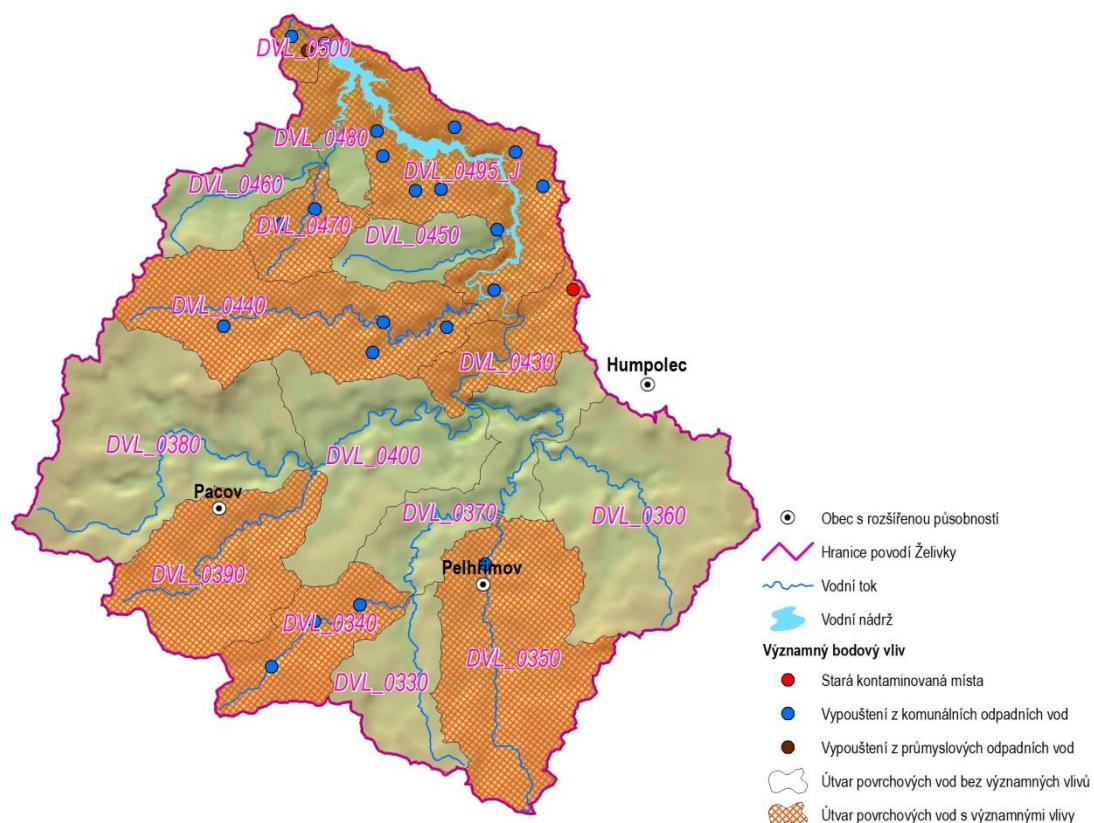 DVL_0500
DVL_0480
DVL_0495_J
DVL_0460
DVL_0470
DVL_0450
DVL_0440
DVL_0430
Humpolec
DVL_0380
DVL_0400
Pacov
DVL_0370
DVL_0360
DVL_0390
Pelhřimov
DVL_0340
DVL_0350
DVL_0330
Obec s rozšířenou působností
Hranice povodí Želivky
Vodní tok
Vodní nádrž
Významný bodový vliv
Stará kontaminovaná místa
Vypouštění z komunálních odpadních vod
Vypouštění z průmyslových odpadních vod
Útvar povrchových vod bez významných vlivů
Útvar povrchových vod s významnými vlivy